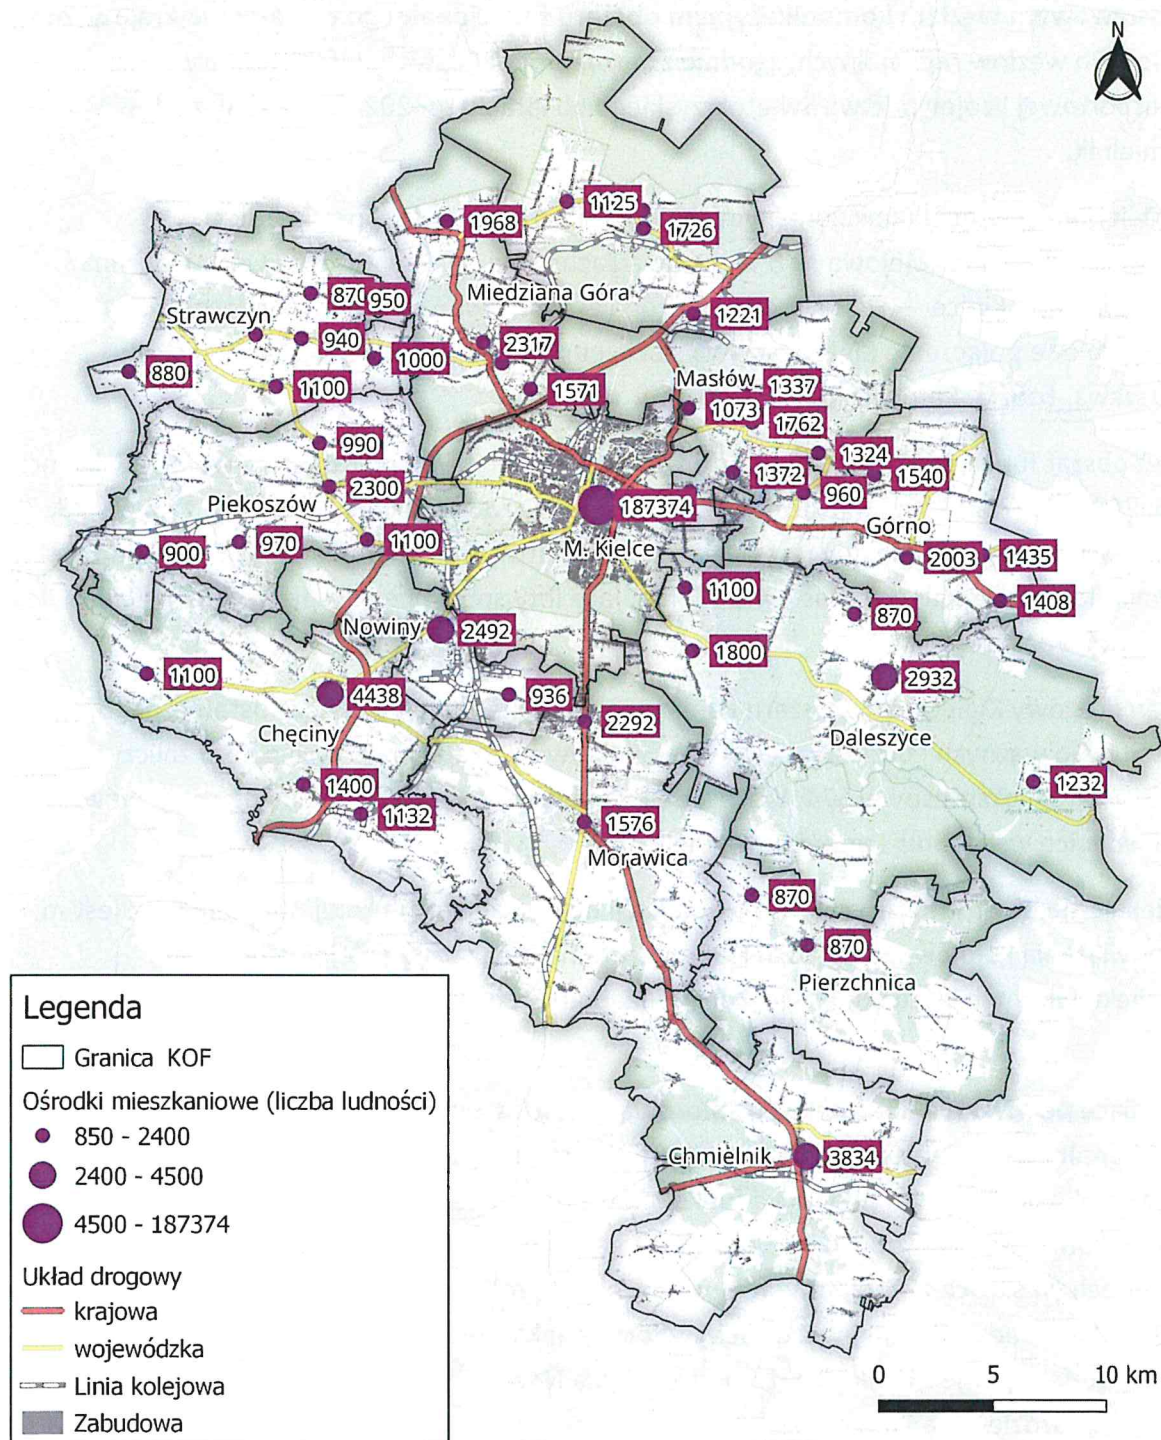 N
1125
1968
1726
870
950
Miedziana Góra
Strawczyn
1221
940
2317
1000
880
Masłów
1100
1571
1337
1073
1762
990
1324
1372
1540
2300
960
Piekoszów
187374
Górno
1100
970
900
M. Kielce
2003
1435
1100
1408
870
Nowiny
2492
1800
1100
2932
4438
936
2292
Chęciny
Daleszyce
1400
1232
1132
1576
Morawica
870
870
Pierzchnica
Chmielnik
3834
Legenda
Granica KOF
Ośrodki mieszkaniowe (liczba ludności)
850 - 2400
2400 - 4500
4500 - 187374
Układ drogowy
krajowa
wojewódzka
Linia kolejowa
Zabudowa
0 5 10 km